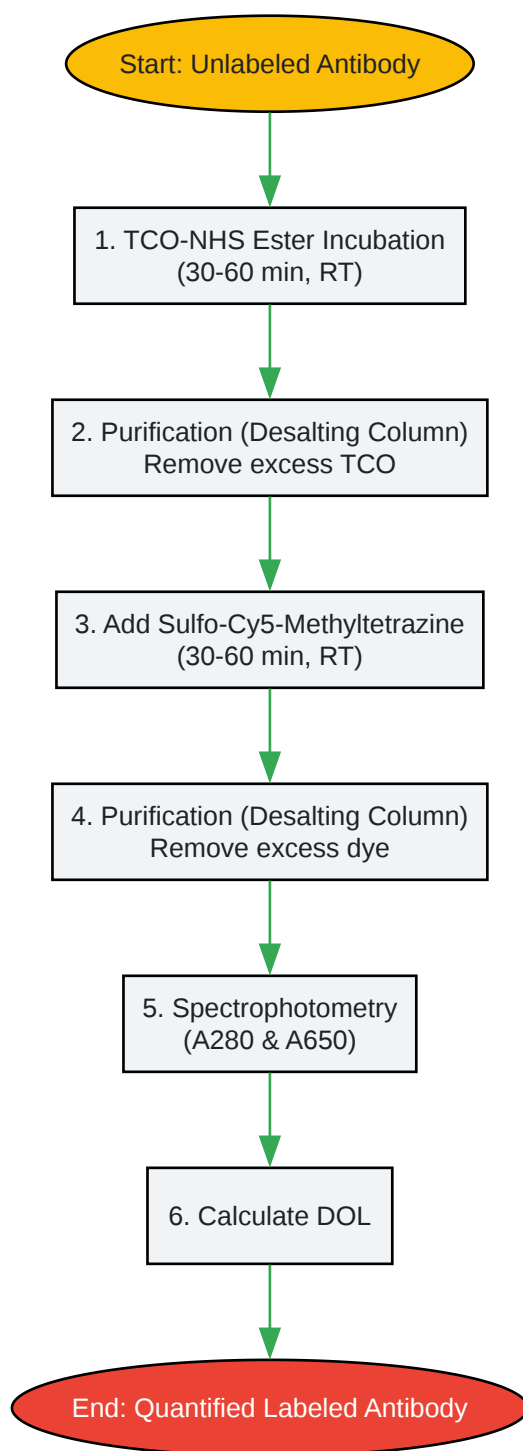 Start: Unlabeled Antibody
1. TCO-NHS Ester Incubation
(30-60 min, RT)
2. Purification (Desalting Column)
Remove excess TCO
3. Add Sulfo-Cy5-Methyltetrazine
(30-60 min, RT)
4. Purification (Desalting Column)
Remove excess dye
5. Spectrophotometry
(A280 & A650)
6. Calculate DOL
End: Quantified Labeled Antibody